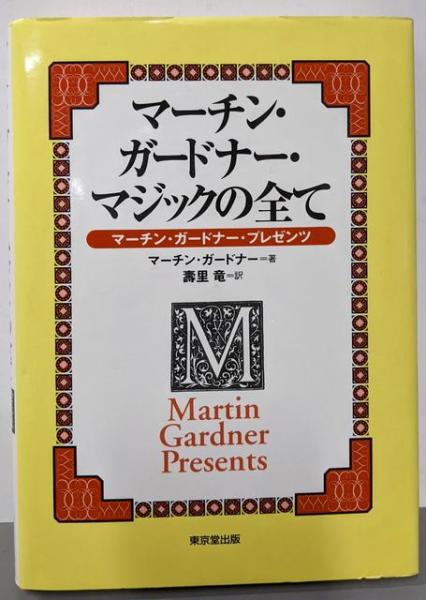 マーチン・
ガードナー・
マジックの全て
マーチン・ガードナー・プレゼンツ
マーチン・ガードナー=著
壽里 竜=訳
M
Martin
Gardner
Presents
東京堂出版